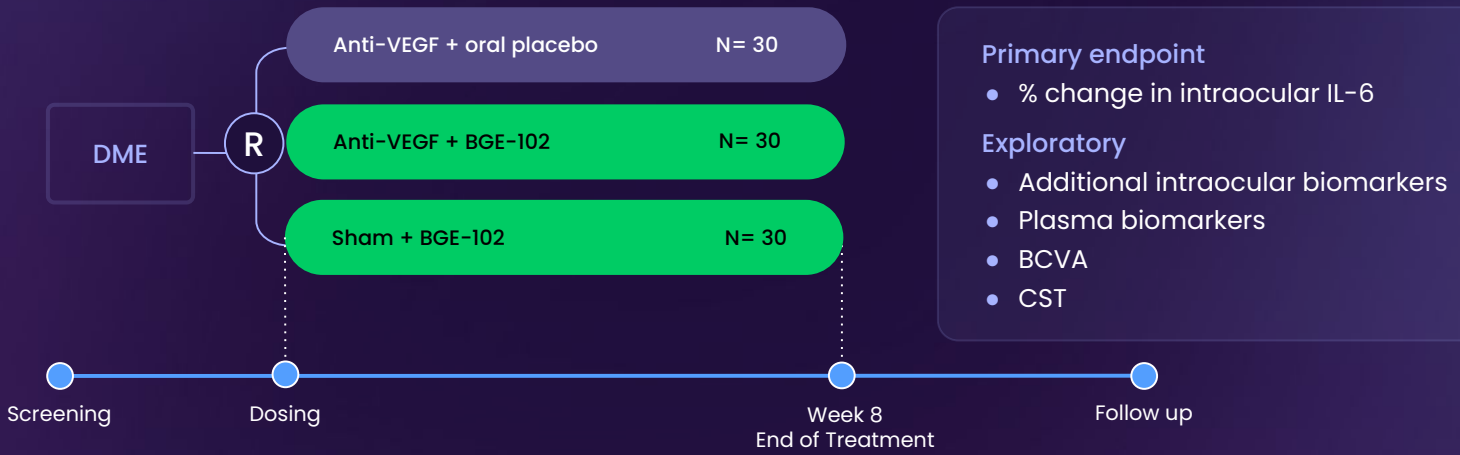 DME
R
Anti-VEGF + oral placebo N= 30
Anti-VEGF + BGE-102 N= 30
Sham + BGE-102 N= 30
Primary endpoint
● % change in intraocular IL-6
Exploratory
● Additional intraocular biomarkers
● Plasma biomarkers
● BCVA
● CST
Screening
Dosing
Week 8
End of Treatment
Follow up